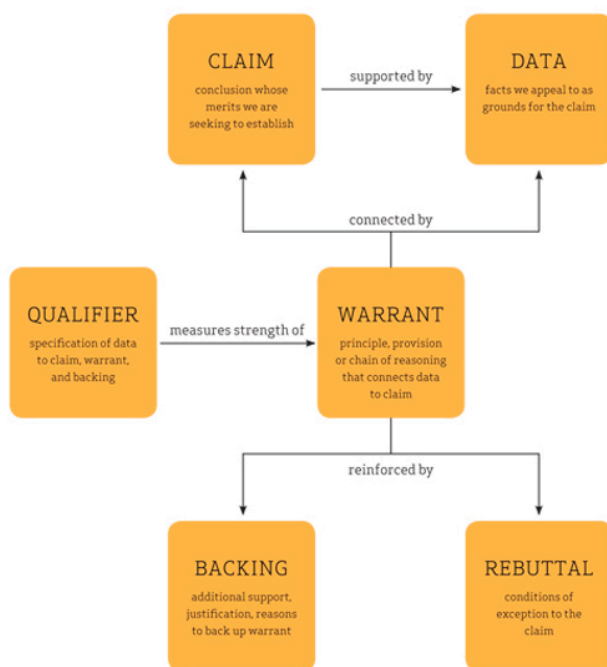 CLAIM
conclusion whose
merits we are
seeking to establish
supported by
DATA
facts we appeal to as
grounds for the claim
connected by
QUALIFIER
specification of data
to claim, warrant,
and backing
measures strength of
WARRANT
principle, provision
or chain of reasoning
that connects data
to claim
reinforced by
BACKING
additional support,
justification, reasons
to back up warrant
REBUTTAL
conditions of
exception to the
claim